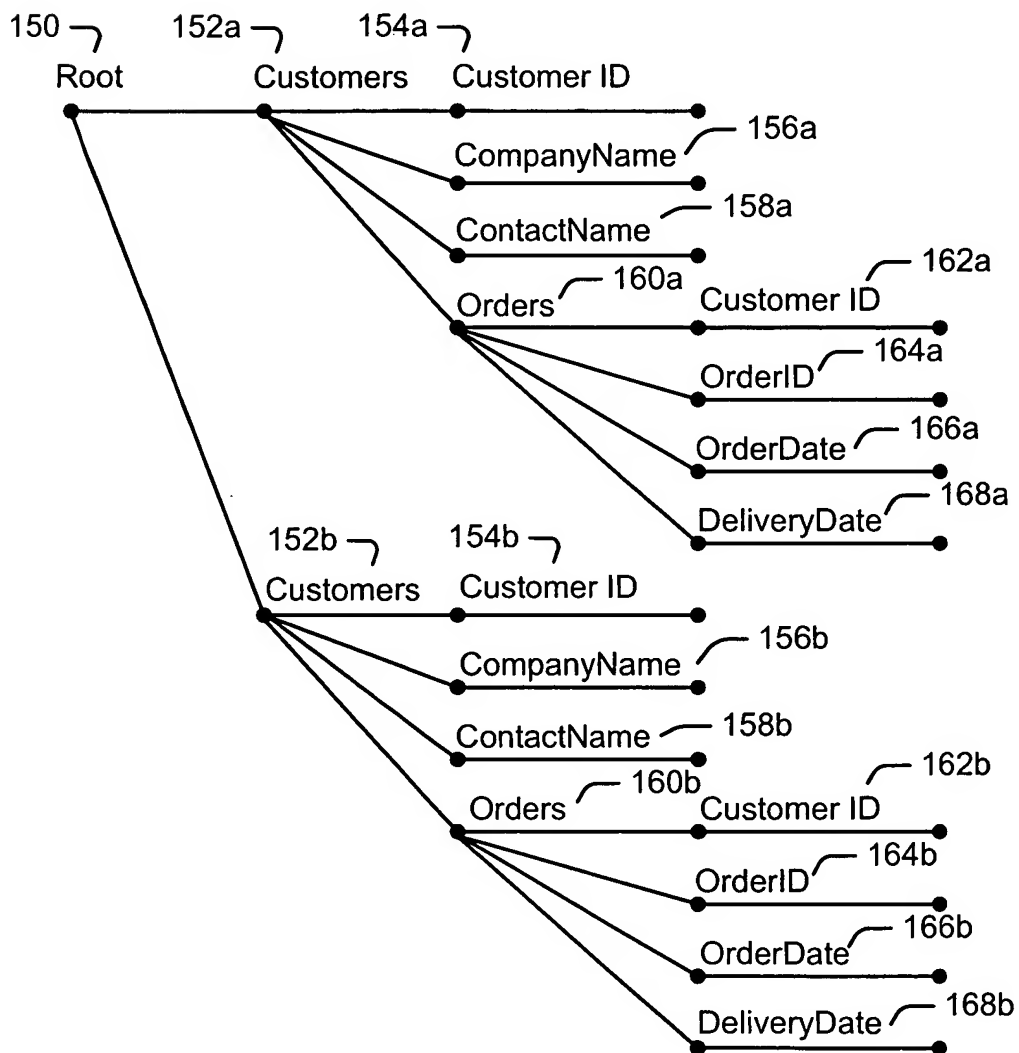 150 152a 154a
Root Customers Customer ID
156a
CompanyName
158a
ContactName
160a 162a
Orders Customer ID
164a
OrderID
166a
OrderDate
168a
DeliveryDate
152b 154b
Customers Customer ID
156b
CompanyName
158b
ContactName
160b 162b
Orders Customer ID
164b
OrderID
166b
OrderDate
168b
DeliveryDate